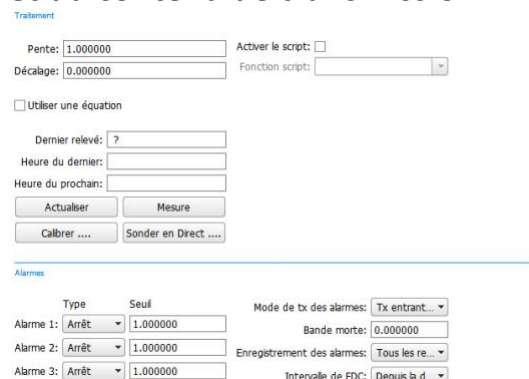 Traitement
Pente: 1.000000
Activer le script:
Décalage: 0.000000
Fonction script:
Utiliser une équation
Dernier relevé: ?
Heure du dernier:
Heure du prochain:
Actualiser Mesure
Calibrer .... Sonder en Direct ....
Alarmes
Type Seuil
Mode de tx des alarmes: Tx entrant...
Alarme 1: Arrêt 1.000000
Bande morte: 0.000000
Alarme 2: Arrêt 1.000000
Enregistrement des alarmes: Tous les re...
Alarme 3: Arrêt 1.000000
Intervalle de FDC: Depuis la d...